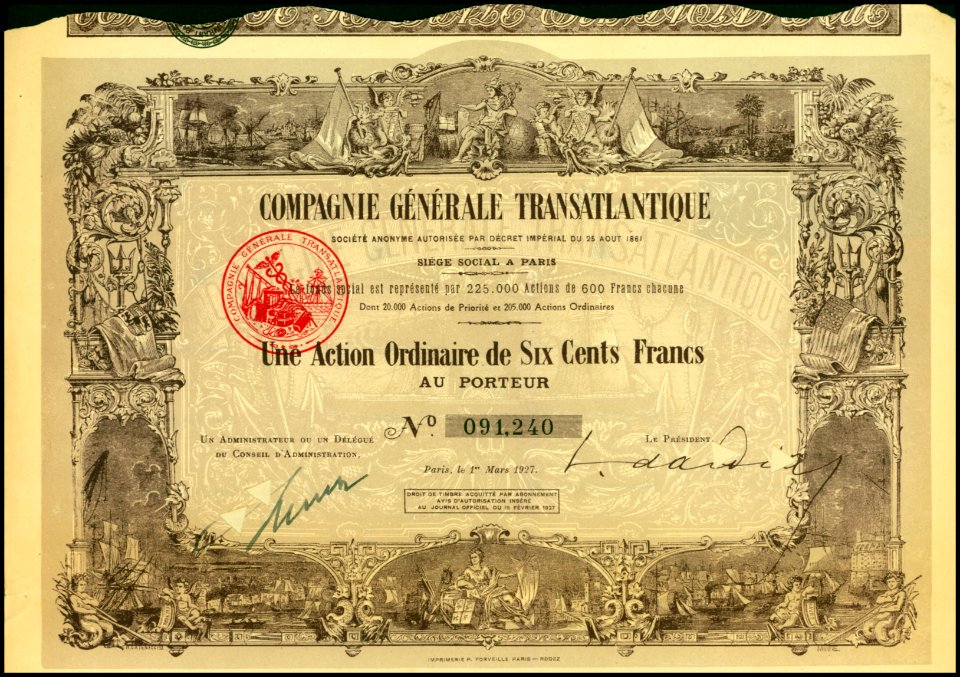 COMPAGNIE GÉNÉRALE TRANSATLANTIQUE
SOCIÉTÉ ANONYME AUTORISÉE PAR DÉCRET IMPÉRIAL DU 25 AOUT 1861
SIÉGE SOCIAL A PARIS
COMPAGNIE GÉNÉRALE TRANSATLANTIQUE
Le fonds social est représenté par 225.000 Actions de 600 Francs chacune
Dont 20.000 Actions de Priorité et 205.000 Actions Ordinaires
Une Action Ordinaire de Six Cents Francs
AU PORTEUR
No. 091,240
Un Administrateur ou un Délégué
du Conseil d'Administration,
Le Président
Paris, le 1er Mars 1927.
DROIT DE TIMBRE ACQUITTÉ PAR ABONNEMENT
AVIS D'AUTORISATION INSÉRÉ
AU JOURNAL OFFICIEL DU 15 FÉVRIER 1927
IMPRIMERIE P. FORVEILLE PARIS — RODEZ